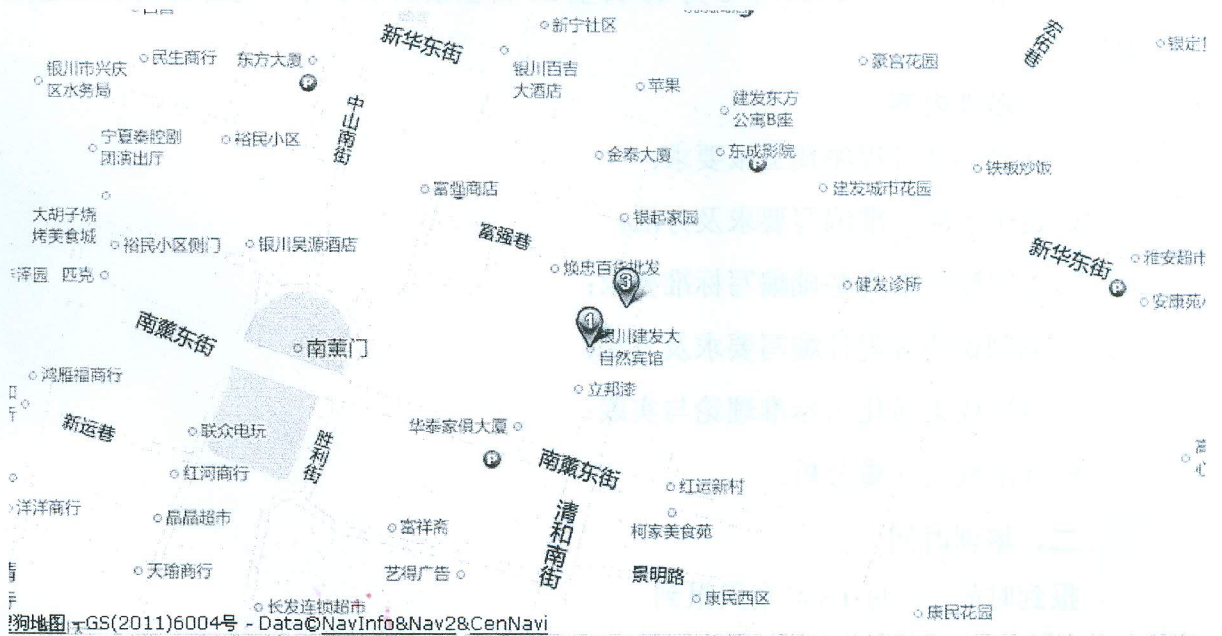 新宁社区
新华东街
宏佑巷
民生商行
东方大厦
银川市兴庆
区水务局
银川百吉
大酒店
苹果
豪宫花园
建发东方
公寓B座
中山南街
宁夏秦腔剧
团演出厅
裕民小区
金泰大厦
东成影院
铁板炒饭
富强商店
建发城市花园
大胡子烧
烤美食城
银起家园
裕民小区侧门
银川昊源酒店
富强巷
新华东街
雅安超市
匹克
焕忠百货批发
健发诊所
3
安康苑
南薰东街
南薰门
1
银川建发大
自然宾馆
鸿雁福商行
立邦漆
新运巷
联众电玩
胜利街
华泰家俱大厦
红河商行
南薰东街
红运新村
洋洋商行
晶晶超市
富祥斋
清和南街
柯家美食苑
天瑜商行
艺得广告
景明路
长发连锁超市
康民西区
康民花园
狗地图 - GS(2011)6004号 - Data©NavInfo&Nav2&CenNavi